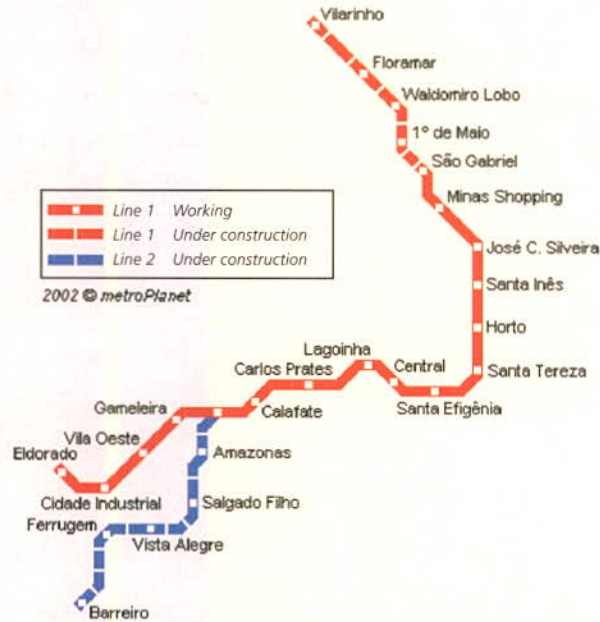 Vilarinho
Floramar
Waldomiro Lobo
1º de Maio
São Gabriel
Minas Shopping
Line 1 Working
Line 1 Under construction
Line 2 Under construction
2002 © metroPlanet
José C. Silveira
Santa Inês
Horto
Santa Tereza
Lagoinha
Central
Santa Efigênia
Carlos Prates
Calafate
Gameleira
Vila Oeste
Eldorado
Cidade Industrial
Amazonas
Salgado Filho
Ferrugem
Vista Alegre
Barreiro